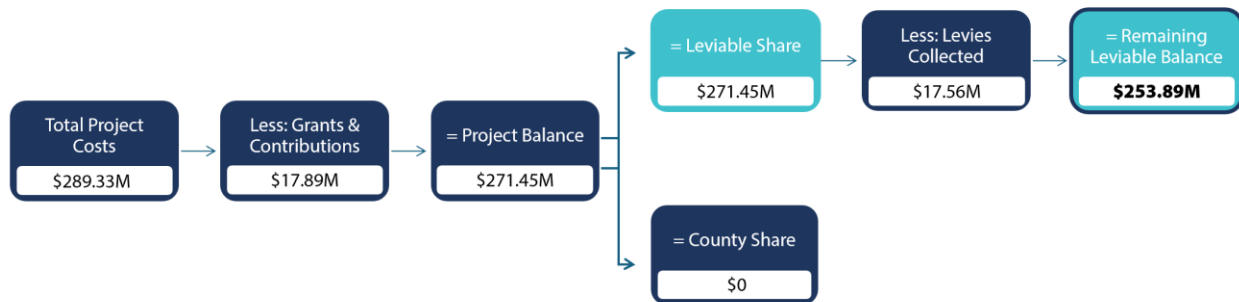 Total Project
Costs
$289.33M
Less: Grants &
Contributions
$17.89M
= Project Balance
$271.45M
= Leviable Share
$271.45M
Less: Levies
Collected
$17.56M
= Remaining
Leviable Balance
$253.89M
= County Share
$0